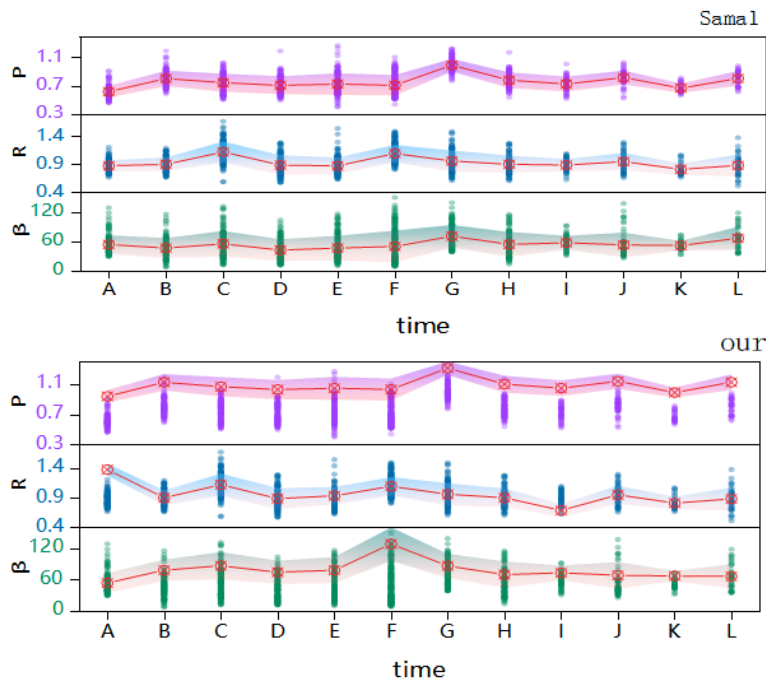 Samal
P
1.1
0.7
0.3
R
1.4
0.9
0.4
β
120
60
0
A B C D E F G H I J K L
time
our
P
1.1
0.7
0.3
R
1.4
0.9
0.4
β
120
60
0
A B C D E F G H I J K L
time